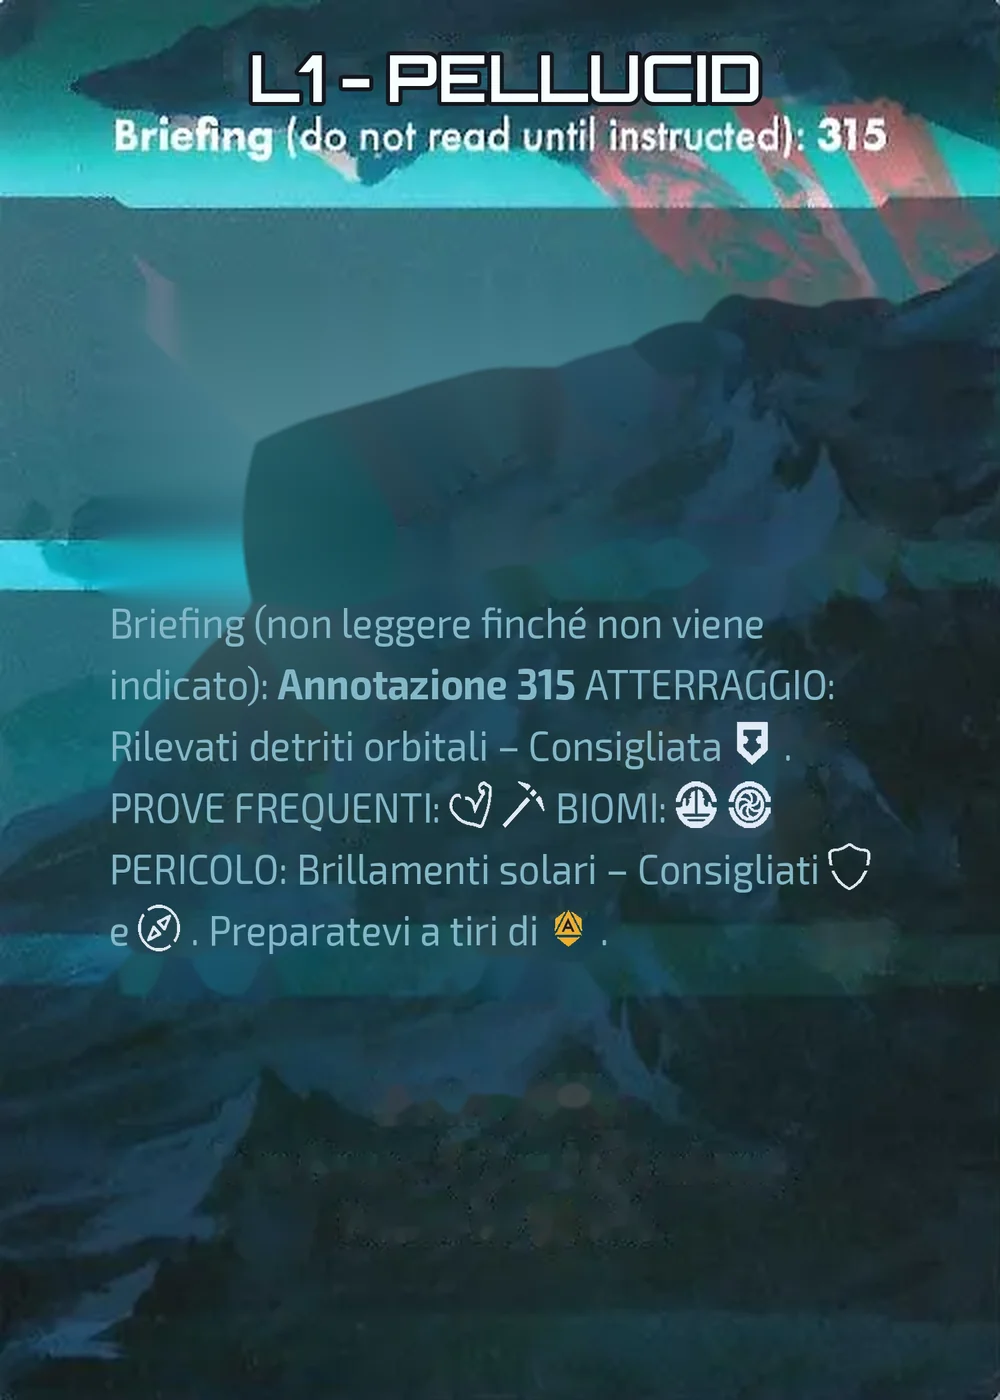 L1 - PELLUCID
Briefing (do not read until instructed): 315
Briefing (non leggere finché non viene
indicato): Annotazione 315 ATTERRAGGIO:
Rilevati detriti orbitali – Consigliata .
PROVE FREQUENTI: BIOMI:
PERICOLO: Brillamenti solari – Consigliati
e . Preparatevi a tiri di A .